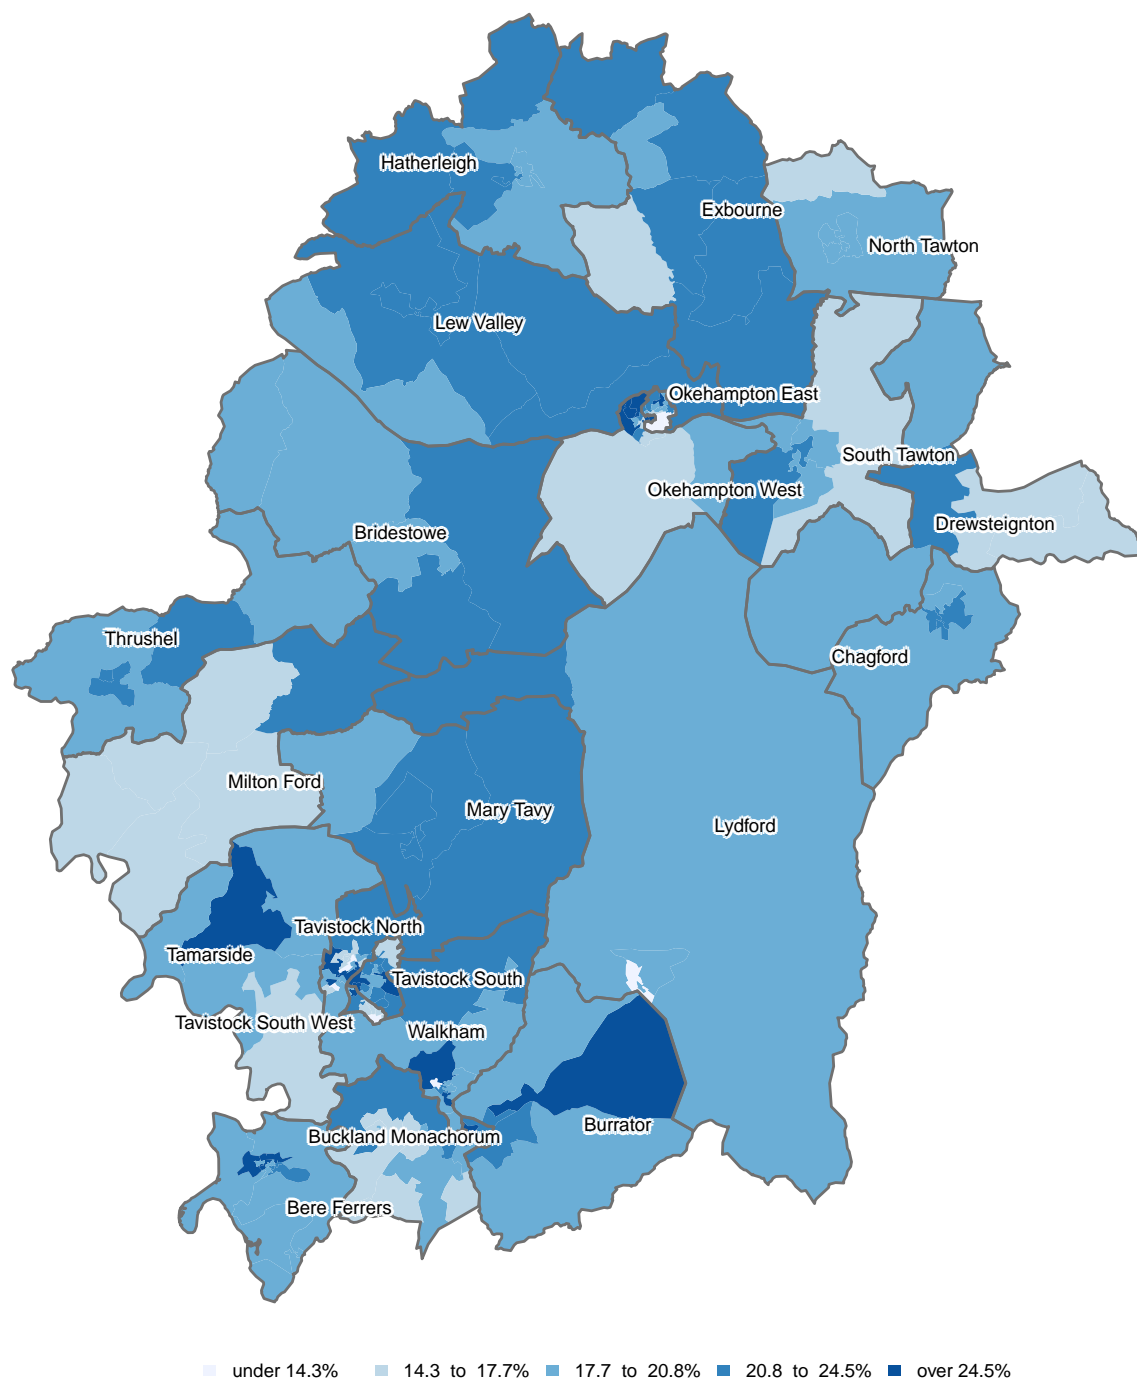 Hatherleigh
Exbourne
North Tawton
Lew Valley
Okehampton East
South Tawton
Okehampton West
Drewsteignton
Bridestowe
Thrushel
Chagford
Milton Ford
Mary Tavy
Lydford
Tavistock North
Tamarside
Tavistock South
Tavistock South West
Walkham
Burrator
Buckland Monachorum
Bere Ferrers
under 14.3% 14.3 to 17.7% 17.7 to 20.8% 20.8 to 24.5% over 24.5%